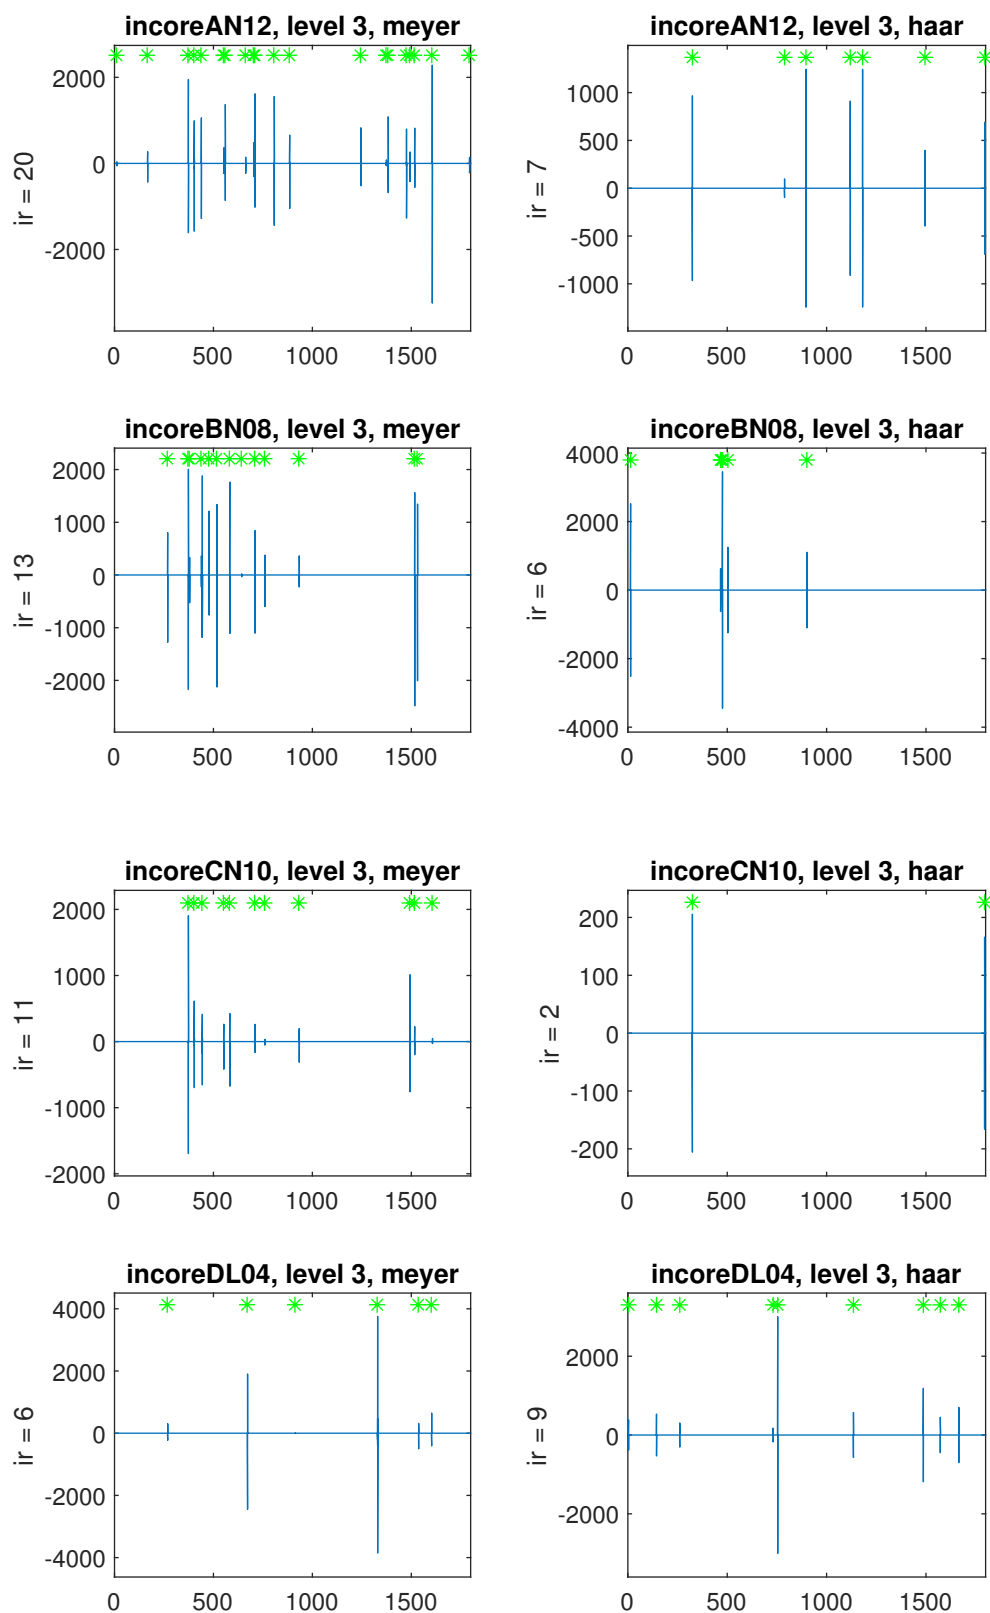 incoreAN12, level 3, meyer
2000
0
-2000
ir = 20
0 500 1000 1500
incoreAN12, level 3, haar
1000
500
0
-500
-1000
ir = 7
0 500 1000 1500
incoreBN08, level 3, meyer
2000
1000
0
-1000
-2000
ir = 13
0 500 1000 1500
incoreBN08, level 3, haar
4000
2000
0
-2000
-4000
ir = 6
0 500 1000 1500
incoreCN10, level 3, meyer
2000
1000
0
-1000
-2000
ir = 11
0 500 1000 1500
incoreCN10, level 3, haar
200
100
0
-100
-200
ir = 2
0 500 1000 1500
incoreDL04, level 3, meyer
4000
2000
0
-2000
-4000
ir = 6
0 500 1000 1500
incoreDL04, level 3, haar
2000
0
-2000
ir = 9
0 500 1000 1500